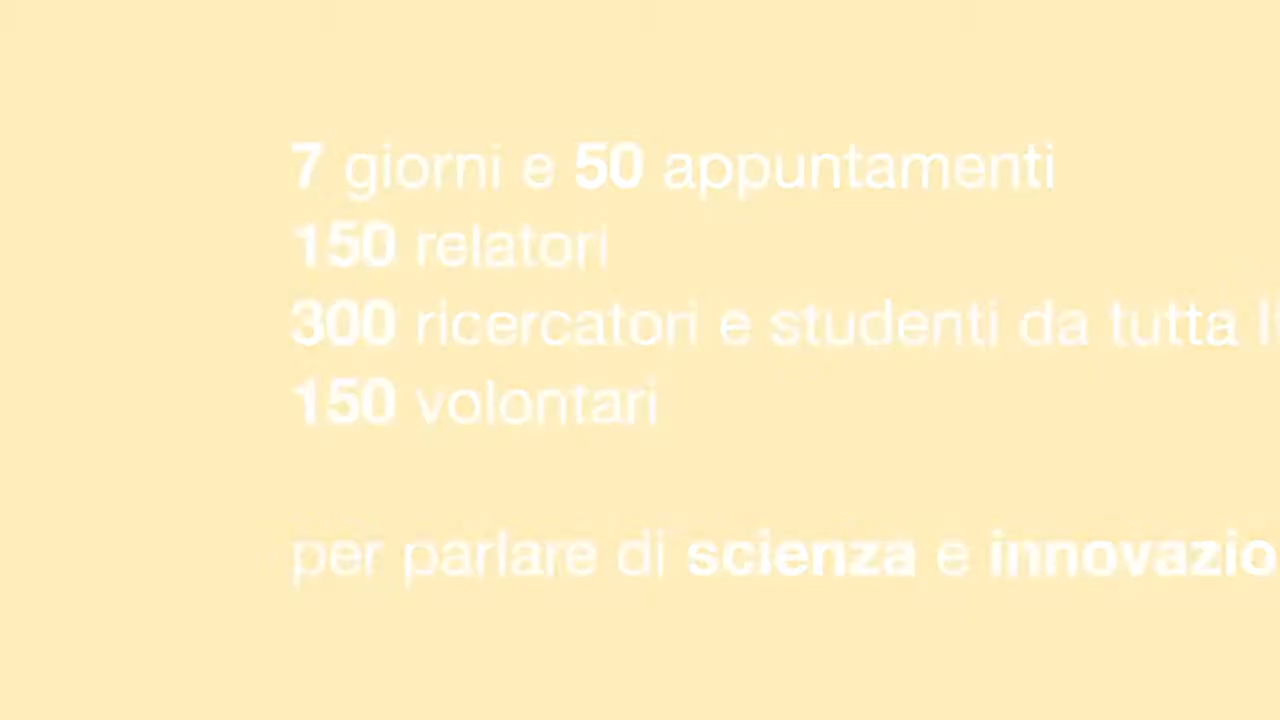 7 giorni e 50 appuntamenti
150 relatori
300 ricercatori e studenti da tutta
150 volontari
per parlare di scienza e